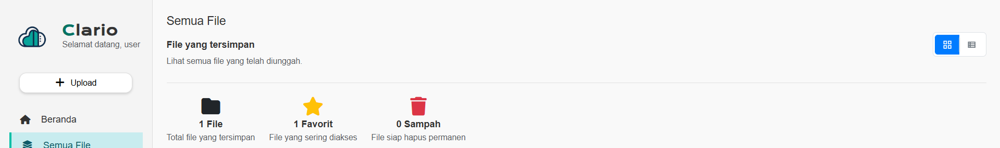 Clario
Selamat datang, user
Upload
Beranda
Semua File
Semua File
File yang tersimpan
Lihat semua file yang telah diunggah.
1 File
Total file yang tersimpan
1 Favorit
File yang sering diakses
0 Sampah
File siap hapus permanen